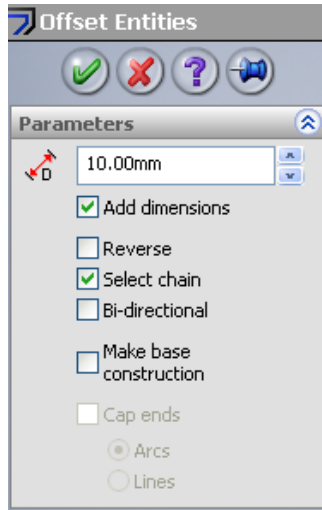 Offset Entities
?
Parameters
D
10.00mm
Add dimensions
Reverse
Select chain
Bi-directional
Make base
construction
Cap ends
Arcs
Lines